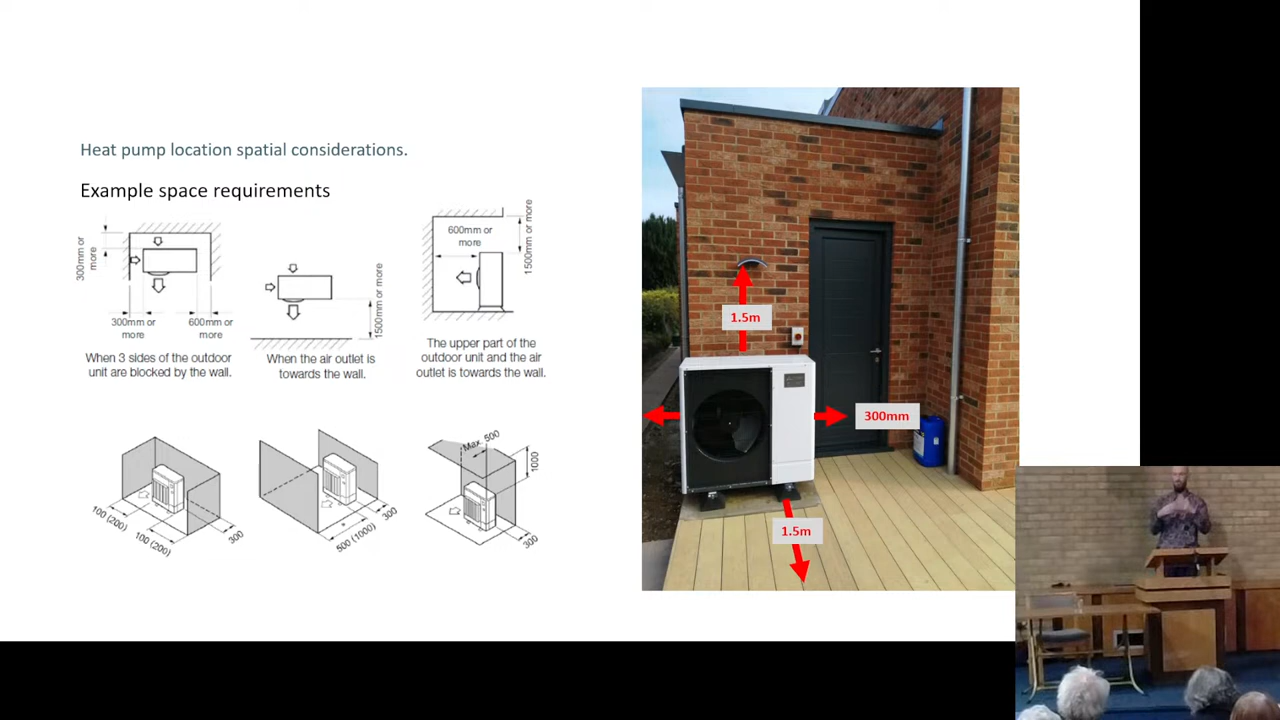 Heat pump location spatial considerations.
Example space requirements
300mm or
more
300mm or
more
600mm or
more
When 3 sides of the outdoor
unit are blocked by the wall.
1500mm or more
When the air outlet is
towards the wall.
600mm or
more
1500mm or more
The upper part of the
outdoor unit and the air
outlet is towards the wall.
100 (200)
100 (200)
300
500 (1000)
300
Max. 500
1000
300
1.5m
300mm
1.5m